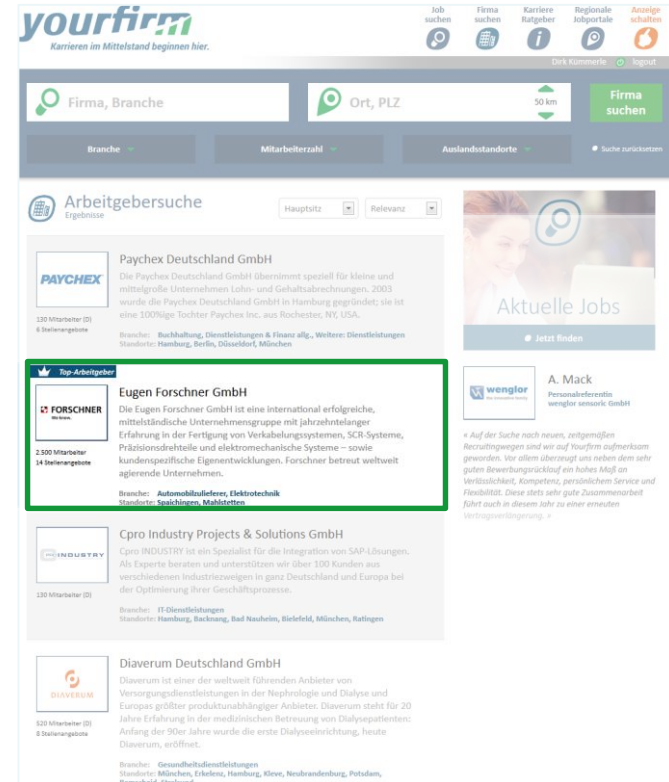 yourfirm
Karrieren im Mittelstand beginnen hier.
Job suchen
Firma suchen
Karriere Ratgeber
Regionale Jobportale
Anzeige schalten
Dirk Kümmerle logout
Firma, Branche
Ort, PLZ
50 km
Firma suchen
Branche
Mitarbeiterzahl
Auslandsstandorte
Suche zurücksetzen
Arbeitgebersuche
Ergebnisse
Hauptsitz
Relevanz
PAYCHEX
130 Mitarbeiter (D)
6 Stellenangebote
Paychex Deutschland GmbH
Die Paychex Deutschland GmbH übernimmt speziell für kleine und
mittelgroße Unternehmen Lohn- und Gehaltsabrechnungen. 2003
wurde die Paychex Deutschland GmbH in Hamburg gegründet; sie ist
eine 100%ige Tochter Paychex Inc. aus Rochester, NY, USA.
Branche: Buchhaltung, Dienstleistungen & Finanz allg., Weitere: Dienstleistungen
Standorte: Hamburg, Berlin, Düsseldorf, München
Top-Arbeitgeber
FORSCHNER
2.500 Mitarbeiter
14 Stellenangebote
Eugen Forschner GmbH
Die Eugen Forschner GmbH ist eine international erfolgreiche,
mittelständische Unternehmensgruppe mit jahrzehntelanger
Erfahrung in der Fertigung von Verkabelungssystemen, SCR-Systeme,
Präzisionsdrehteile und elektromechanische Systeme – sowie
kundenspezifische Eigenentwicklungen. Forschner betreut weltweit
agierende Unternehmen.
Branche: Automobilzulieferer, Elektrotechnik
Standorte: Spaichingen, Mahlstetten
INDUSTRY
130 Mitarbeiter (D)
Cpro Industry Projects & Solutions GmbH
Cpro INDUSTRY ist ein Spezialist für die Integration von SAP-Lösungen.
Als Experte beraten und unterstützen wir über 100 Kunden aus
verschiedenen Industriezweigen in ganz Deutschland und Europa bei
der Optimierung ihrer Geschäftsprozesse.
Branche: IT-Dienstleistungen
Standorte: Hamburg, Backnang, Bad Nauheim, Bielefeld, München, Ratingen
DIAVERUM
520 Mitarbeiter (D)
8 Stellenangebote
Diaverum Deutschland GmbH
Diaverum ist einer der weltweit führenden Anbieter von
Versorgungsdienstleistungen in der Nephrologie und Dialyse und
Europas größter produktunabhängiger Anbieter. Diaverum steht für 20
Jahre Erfahrung in der medizinischen Betreuung von Dialysepatienten:
Anfang der 90er Jahre wurde die erste Dialyseeinrichtung, heute
Diaverum, eröffnet.
Branche: Gesundheitsdienstleistungen
Standorte: München, Erkelenz, Hamburg, Kleve, Neubrandenburg, Potsdam,
Aktuelle Jobs
Jetzt finden
wenglor
A. Mack
Personalreferentin
wenglor sensoric GmbH
« Auf der Suche nach neuen, zeitgemäßen
Recruitingwegen sind wir auf Yourfirm aufmerksam
geworden. Vor allem überzeugt uns neben dem sehr
guten Bewerbungsrücklauf ein hohes Maß an
Verlässlichkeit, Kompetenz, persönlichem Service und
Flexibilität. Diese stets sehr gute Zusammenarbeit
führt auch in diesem Jahr zu einer erneuten
Vertragsverlängerung. »